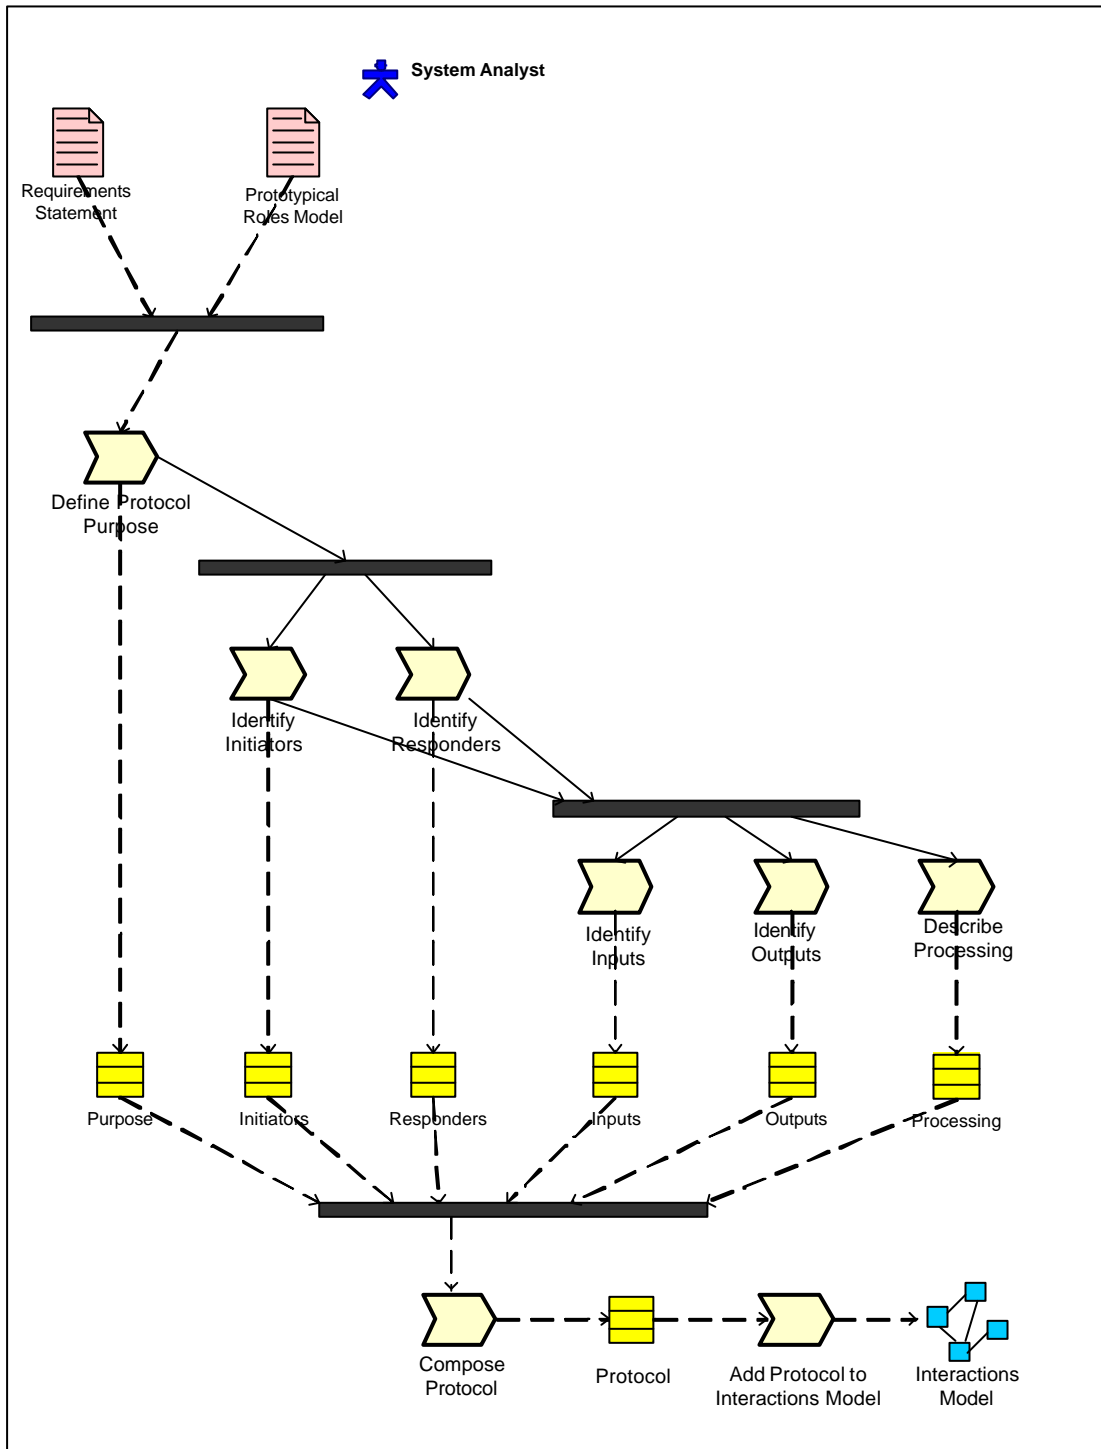 System Analyst
Requirements
Statement
Prototypical
Roles Model
Define Protocol
Purpose
Identify
Initiators
Identify
Responders
Identify
Inputs
Identify
Outputs
Describe
Processing
Purpose
Initiators
Responders
Inputs
Outputs
Processing
Compose
Protocol
Protocol
Add Protocol to
Interactions Model
Interactions
Model